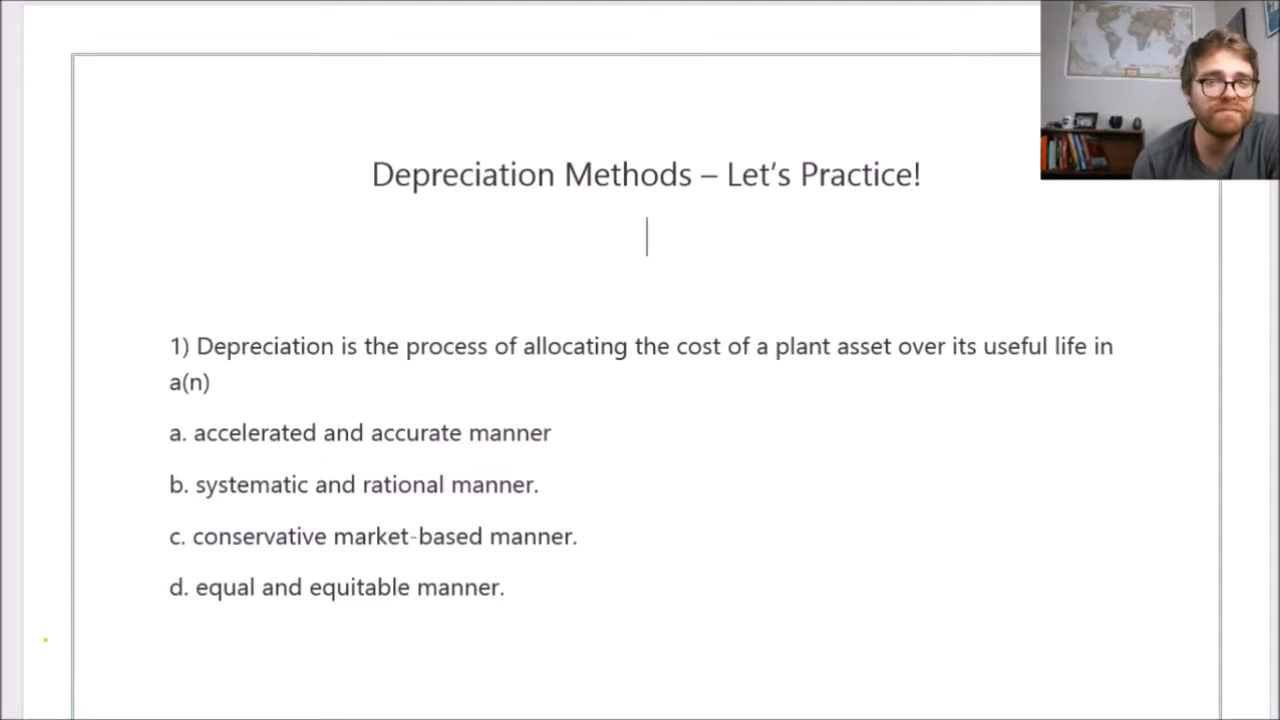 Depreciation Methods – Let's Practice!
1) Depreciation is the process of allocating the cost of a plant asset over its useful life in
a(n)
a. accelerated and accurate manner
b. systematic and rational manner.
c. conservative market-based manner.
d. equal and equitable manner.